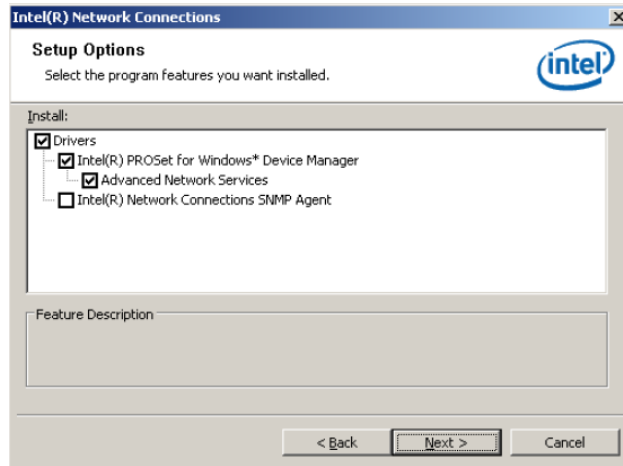 Intel(R) Network Connections
Setup Options
Select the program features you want installed.
intel
Install:
Drivers
Intel(R) PROSet for Windows* Device Manager
Advanced Network Services
Intel(R) Network Connections SNMP Agent
Feature Description
< Back
Next >
Cancel